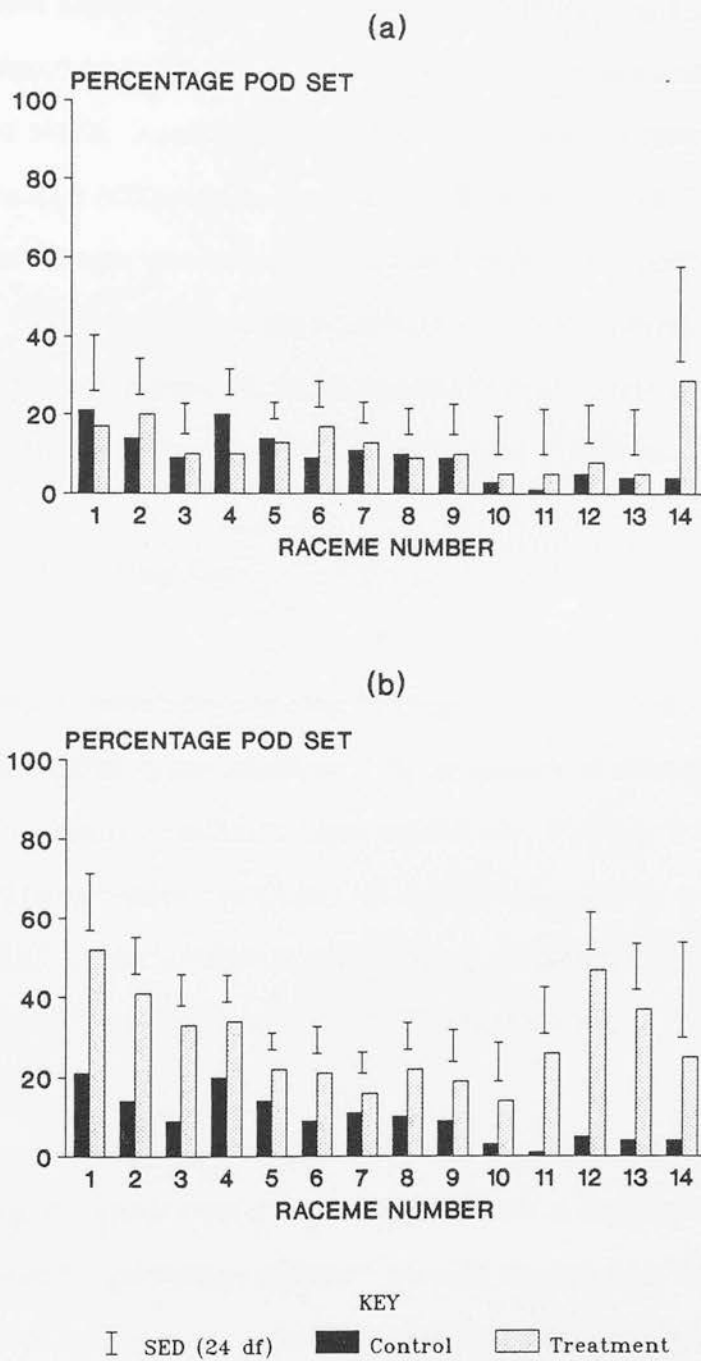 (a)
PERCENTAGE POD SET
100
80
60
40
20
0
1 2 3 4 5 6 7 8 9 10 11 12 13 14
RACEME NUMBER
(b)
PERCENTAGE POD SET
100
80
60
40
20
0
1 2 3 4 5 6 7 8 9 10 11 12 13 14
RACEME NUMBER
KEY
SED (24 df) Control Treatment